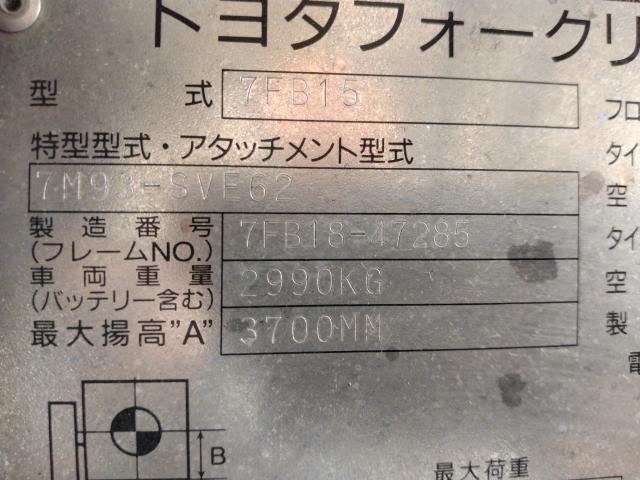 トヨタフォークリ
型 式 7FB15
特型型式・アタッチメント型式
7M93-SVE62
製造番号 7FB18-47285
(フレームNO.)
車両重量 2990KG
(バッテリー含む)
最大揚高"A" 3700MM
フロ
タイ
空
タイ
空
製
電
B
最大荷重